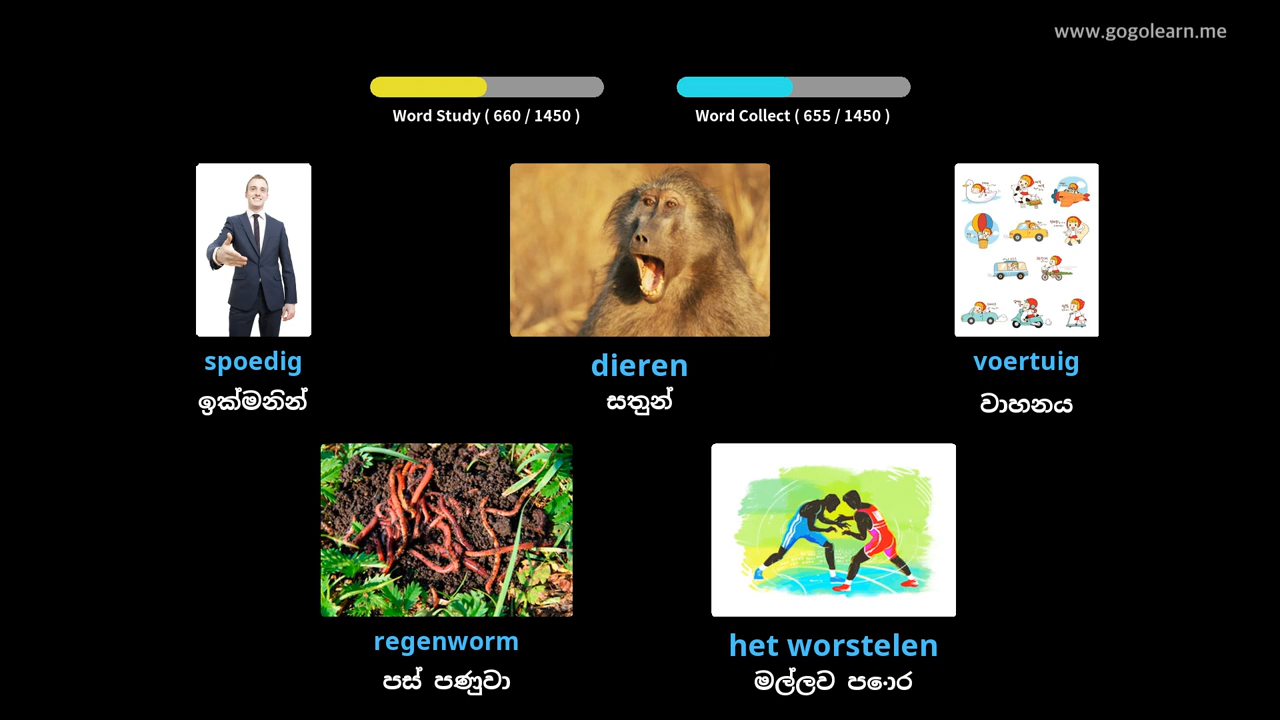 www.gogolearn.me
Word Study ( 660 / 1450 )
Word Collect ( 655 / 1450 )
spoedig
ඉක්මනින්
dieren
සතුන්
voertuig
වාහනය
regenworm
පස් පණුවා
het worstelen
මල්ලව